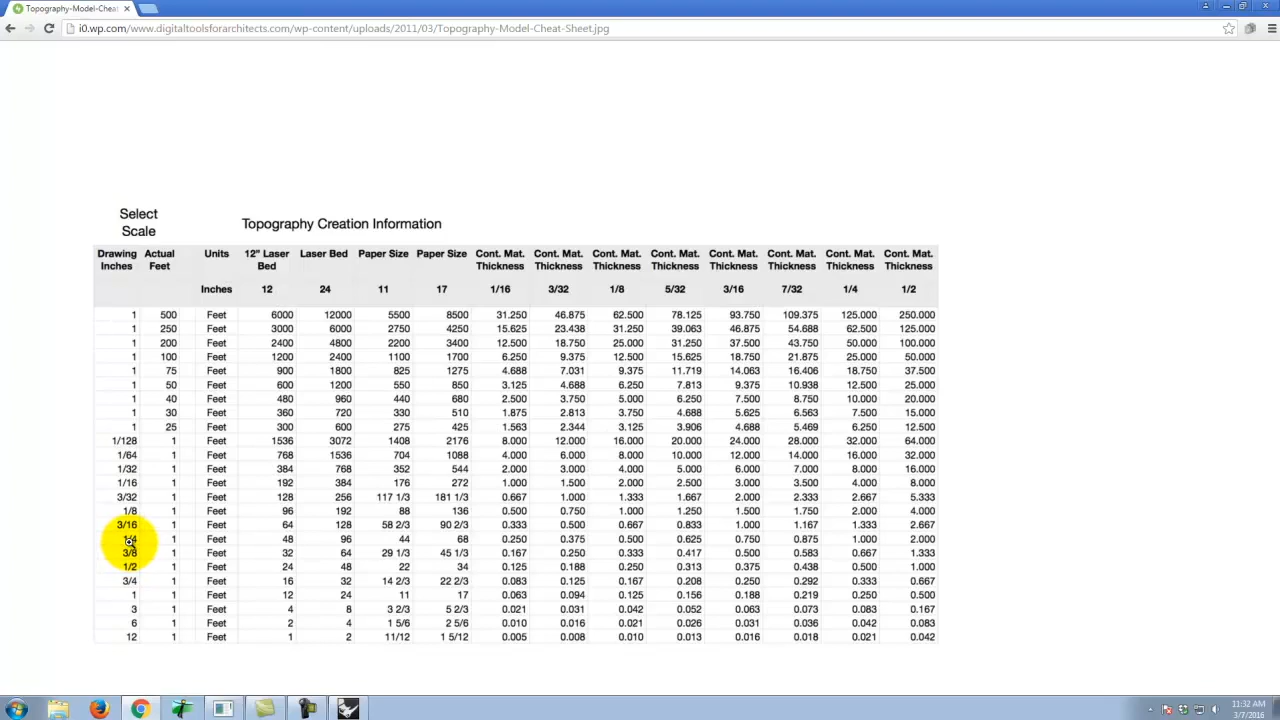 Topography-Model-Cheat
i0.wp.com/www.digitaltoolsforarchitects.com/wp-content/uploads/2011/03/Topography-Model-Cheat-Sheet.jpg
Select Scale
Topography Creation Information
Drawing Inches Actual Feet Units 12" Laser Bed Laser Bed Paper Size Paper Size Cont. Mat. Thickness Cont. Mat. Thickness Cont. Mat. Thickness Cont. Mat. Thickness Cont. Mat. Thickness Cont. Mat. Thickness Cont. Mat. Thickness Cont. Mat. Thickness
Inches 12 24 11 17 1/16 3/32 1/8 5/32 3/16 7/32 1/4 1/2
1 500 Feet 6000 12000 5500 8500 31.250 46.875 62.500 78.125 93.750 109.375 125.000 250.000
1 250 Feet 3000 6000 2750 4250 15.625 23.438 31.250 39.063 46.875 54.688 62.500 125.000
1 200 Feet 2400 4800 2200 3400 12.500 18.750 25.000 31.250 37.500 43.750 50.000 100.000
1 100 Feet 1200 2400 1100 1700 6.250 9.375 12.500 15.625 18.750 21.875 25.000 50.000
1 75 Feet 900 1800 825 1275 4.688 7.031 9.375 11.719 14.063 16.406 18.750 37.500
1 50 Feet 600 1200 550 850 3.125 4.688 6.250 7.813 9.375 10.938 12.500 25.000
1 40 Feet 480 960 440 680 2.500 3.750 5.000 6.250 7.500 8.750 10.000 20.000
1 30 Feet 360 720 330 510 1.875 2.813 3.750 4.688 5.625 6.563 7.500 15.000
1 25 Feet 300 600 275 425 1.563 2.344 3.125 3.906 4.688 5.469 6.250 12.500
1/128 1 Feet 1536 3072 1408 2176 8.000 12.000 16.000 20.000 24.000 28.000 32.000 64.000
1/64 1 Feet 768 1536 704 1088 4.000 6.000 8.000 10.000 12.000 14.000 16.000 32.000
1/32 1 Feet 384 768 352 544 2.000 3.000 4.000 5.000 6.000 7.000 8.000 16.000
1/16 1 Feet 192 384 176 272 1.000 1.500 2.000 2.500 3.000 3.500 4.000 8.000
3/32 1 Feet 128 256 117 1/3 181 1/3 0.667 1.000 1.333 1.667 2.000 2.333 2.667 5.333
1/8 1 Feet 96 192 88 136 0.500 0.750 1.000 1.250 1.500 1.750 2.000 4.000
3/16 1 Feet 64 128 58 2/3 90 2/3 0.333 0.500 0.667 0.833 1.000 1.167 1.333 2.667
1/4 1 Feet 48 96 44 68 0.250 0.375 0.500 0.625 0.750 0.875 1.000 2.000
3/8 1 Feet 32 64 29 1/3 45 1/3 0.167 0.250 0.333 0.417 0.500 0.583 0.667 1.333
1/2 1 Feet 24 48 22 34 0.125 0.188 0.250 0.313 0.375 0.438 0.500 1.000
3/4 1 Feet 16 32 14 2/3 22 2/3 0.083 0.125 0.167 0.208 0.250 0.292 0.333 0.667
1 1 Feet 12 24 11 17 0.063 0.094 0.125 0.156 0.188 0.219 0.250 0.500
3 1 Feet 4 8 3 2/3 5 2/3 0.021 0.031 0.042 0.052 0.063 0.073 0.083 0.167
6 1 Feet 2 4 1 5/6 2 5/6 0.010 0.016 0.021 0.026 0.031 0.036 0.042 0.083
12 1 Feet 1 2 11/12 1 5/12 0.005 0.008 0.010 0.013 0.016 0.018 0.021 0.042
11:32 AM
3/7/2016